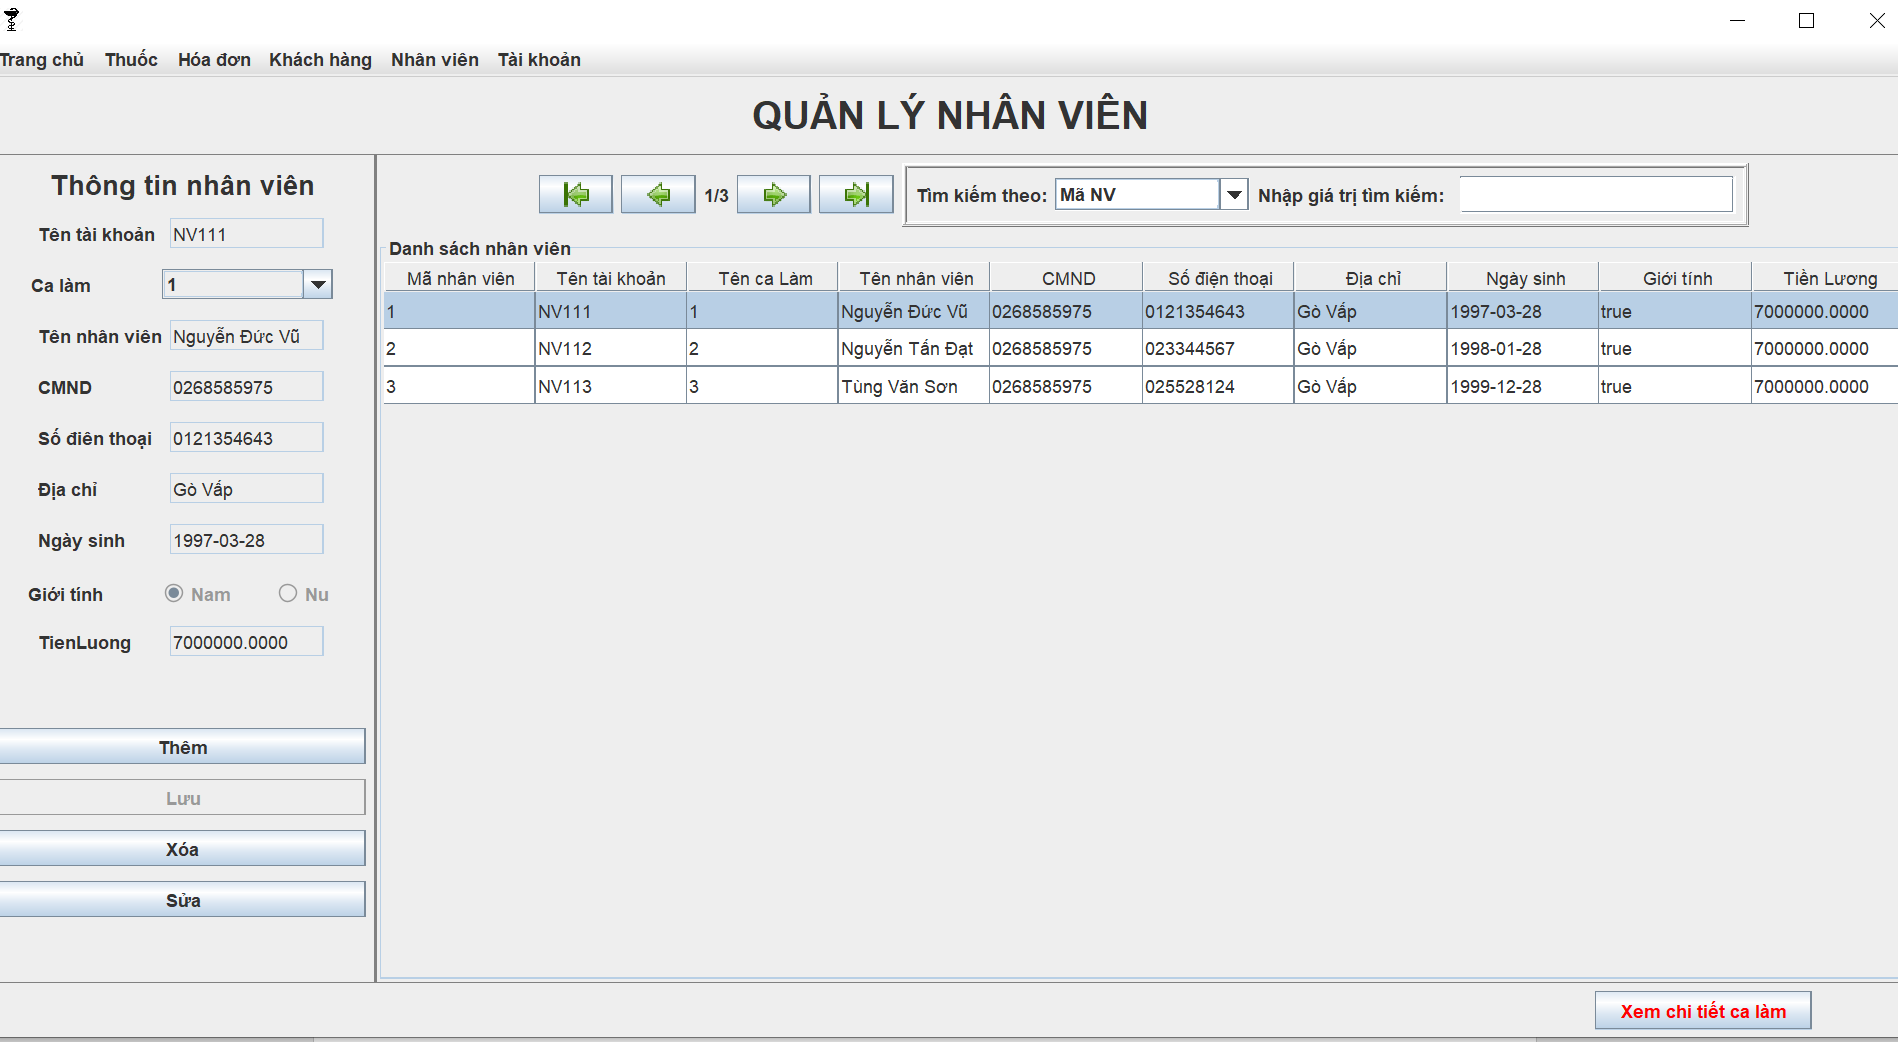 Trang chủ Thuốc Hóa đơn Khách hàng Nhân viên Tài khoản
QUẢN LÝ NHÂN VIÊN
Thông tin nhân viên
Tên tài khoản NV111
Ca làm 1
Tên nhân viên Nguyễn Đức Vũ
CMND 0268585975
Số điên thoại 0121354643
Địa chỉ Gò Vấp
Ngày sinh 1997-03-28
Giới tính Nam Nu
TienLuong 7000000.0000
Thêm
Lưu
Xóa
Sửa
1/3 Tìm kiếm theo: Mã NV Nhập giá trị tìm kiếm:
Danh sách nhân viên
Mã nhân viên Tên tài khoản Tên ca Làm Tên nhân viên CMND Số điện thoại Địa chỉ Ngày sinh Giới tính Tiền Lương
1 NV111 1 Nguyễn Đức Vũ 0268585975 0121354643 Gò Vấp 1997-03-28 true 7000000.0000
2 NV112 2 Nguyễn Tấn Đạt 0268585975 023344567 Gò Vấp 1998-01-28 true 7000000.0000
3 NV113 3 Tùng Văn Sơn 0268585975 025528124 Gò Vấp 1999-12-28 true 7000000.0000
Xem chi tiết ca làm